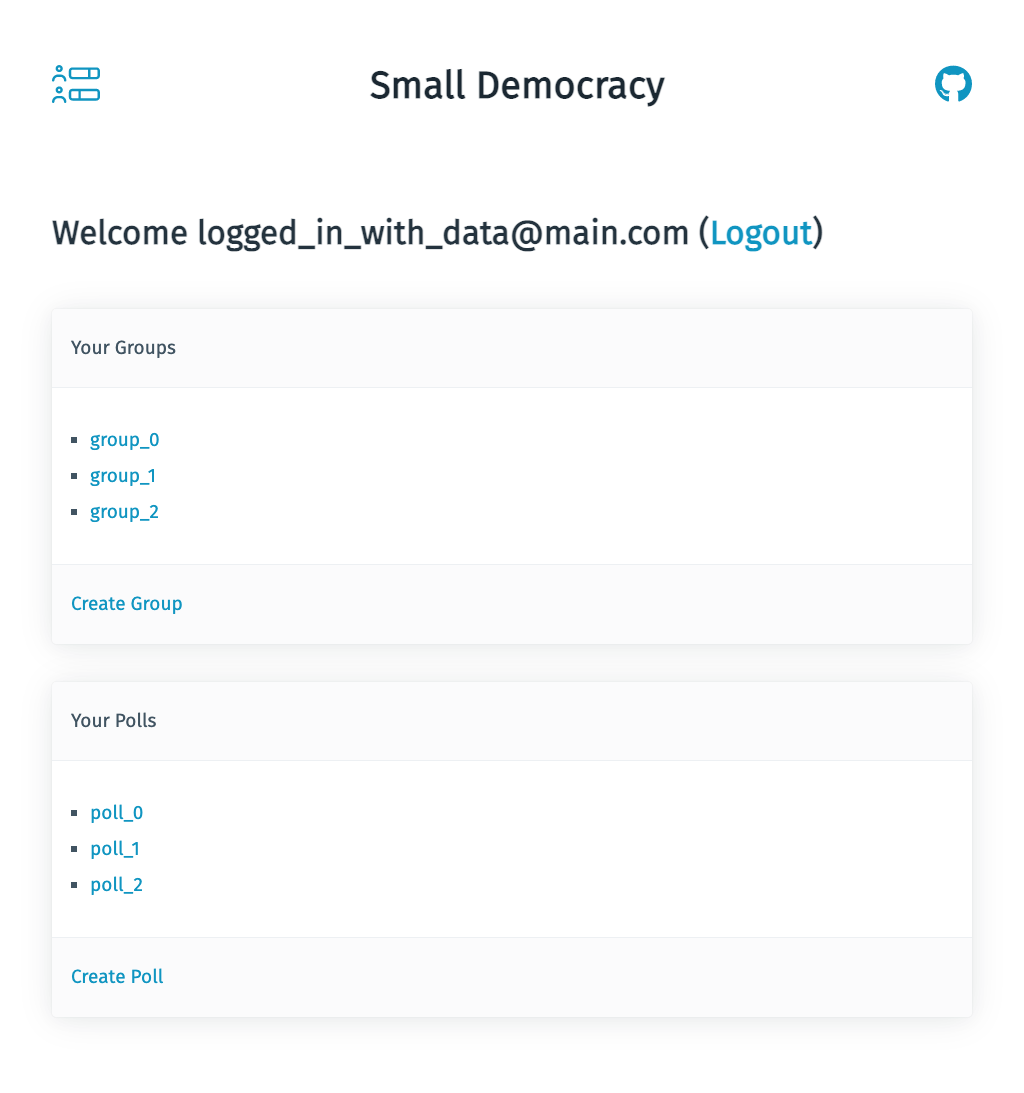 Small Democracy
Welcome logged_in_with_data@main.com (Logout)
Your Groups
group_0
group_1
group_2
Create Group
Your Polls
poll_0
poll_1
poll_2
Create Poll